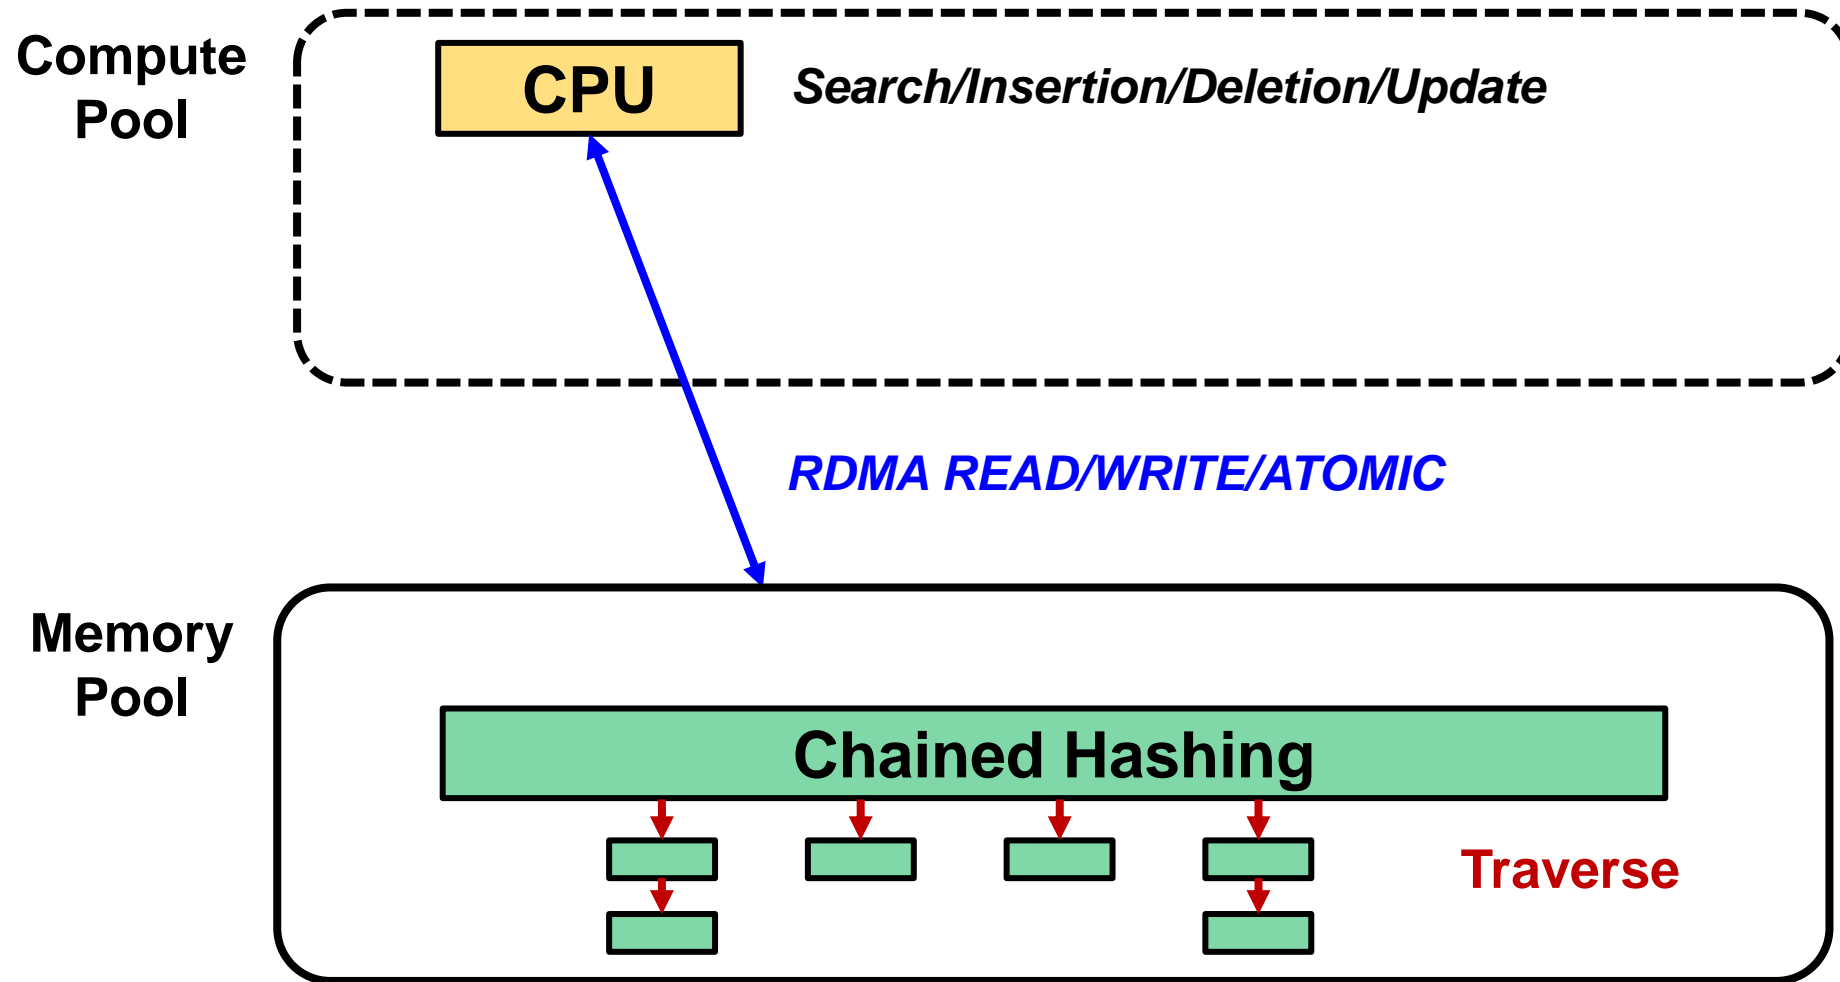 Compute
Pool
CPU
Search/Insertion/Deletion/Update
RDMA READ/WRITE/ATOMIC
Memory
Pool
Chained Hashing
Traverse